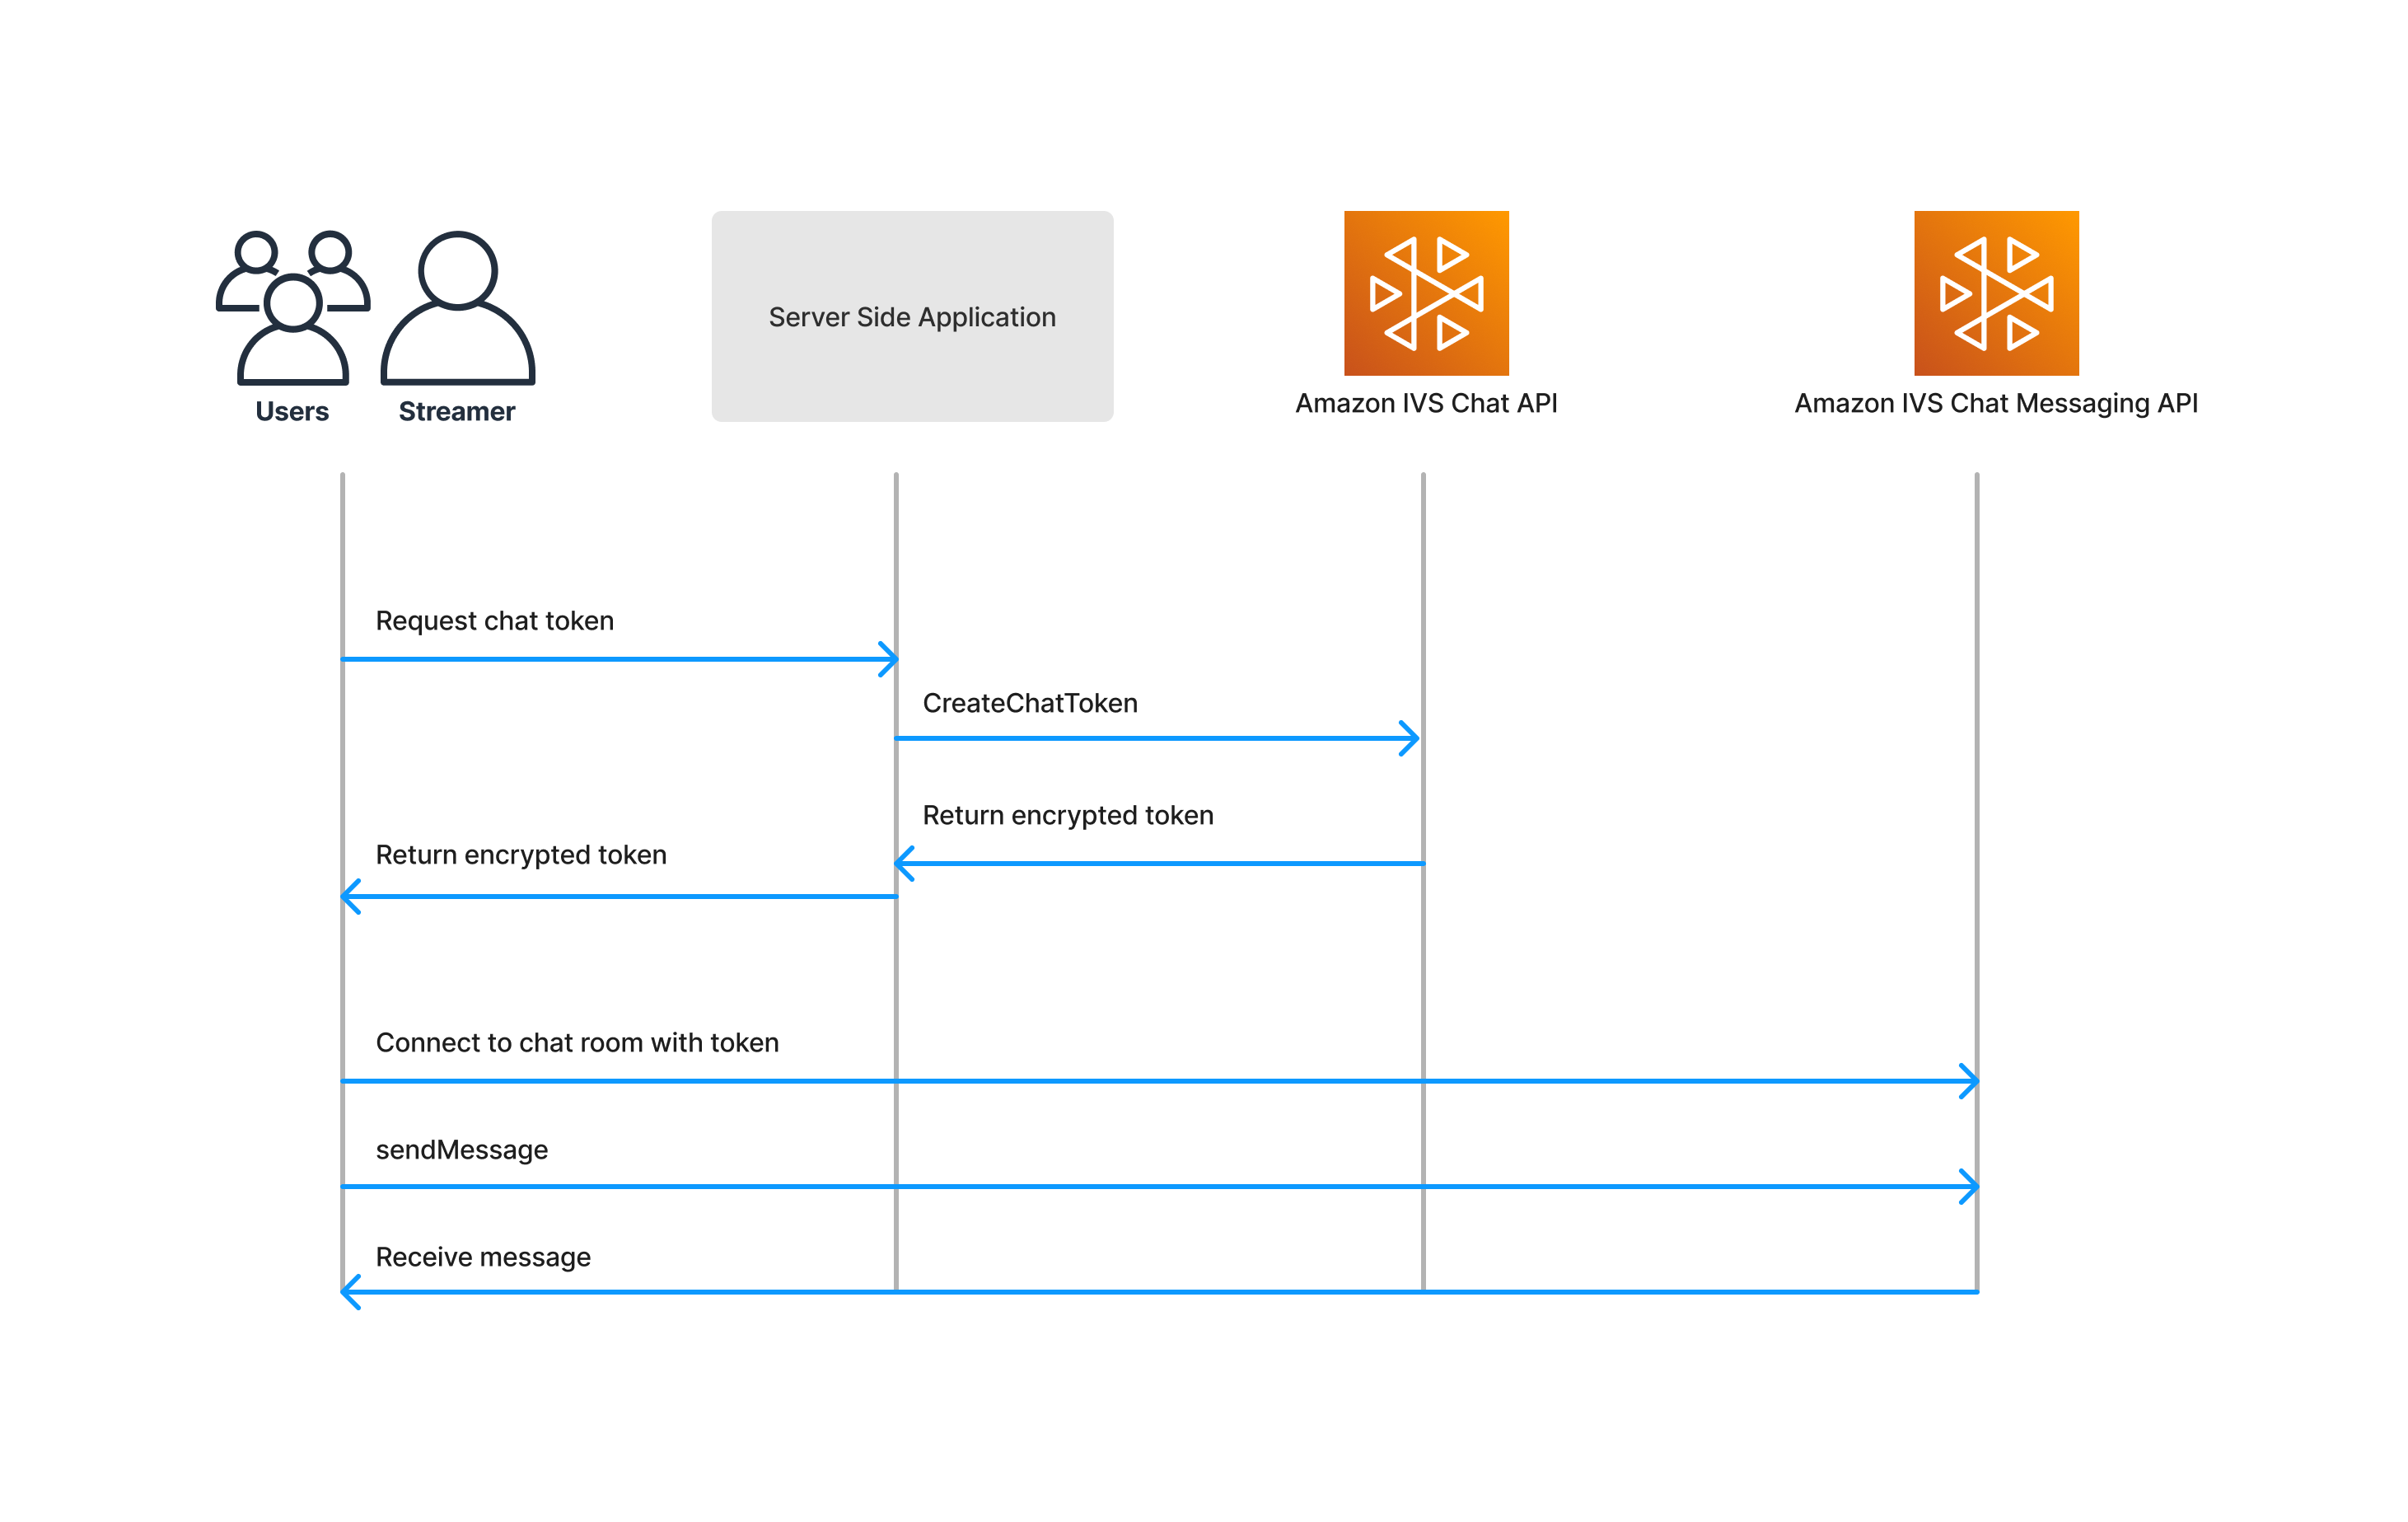 Users
Streamer
Server Side Application
Amazon IVS Chat API
Amazon IVS Chat Messaging API
Request chat token
CreateChatToken
Return encrypted token
Return encrypted token
Connect to chat room with token
sendMessage
Receive message